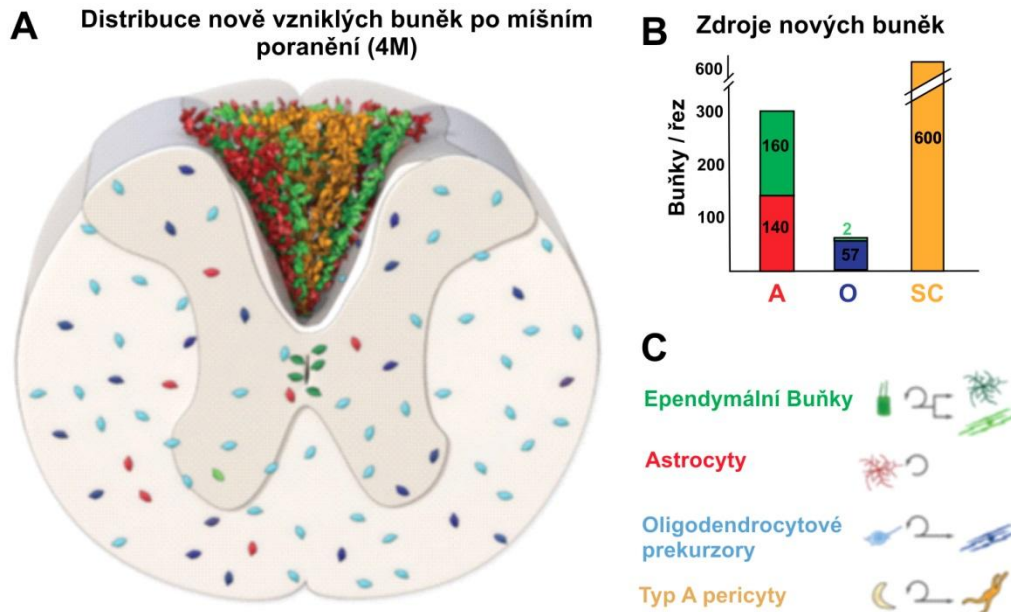 A
Distribuce nově vzniklých buněk po míšním
poranění (4M)
B
Zdroje nových buněk
Buňky / řez
600
300
200
100
160
140
2
57
600
A
O
SC
C
Ependymální Buňky
Astrocyty
Oligodendrocytové
prekurzory
Typ A pericyty